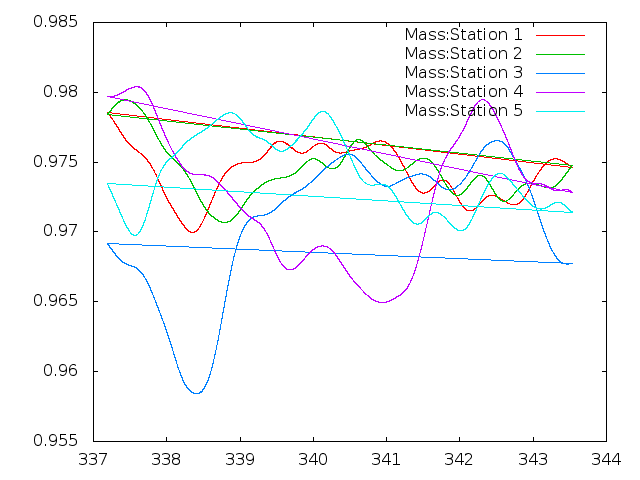 0.985
0.98
0.975
0.97
0.965
0.96
0.955
337 338 339 340 341 342 343 344
Mass:Station 1
Mass:Station 2
Mass:Station 3
Mass:Station 4
Mass:Station 5